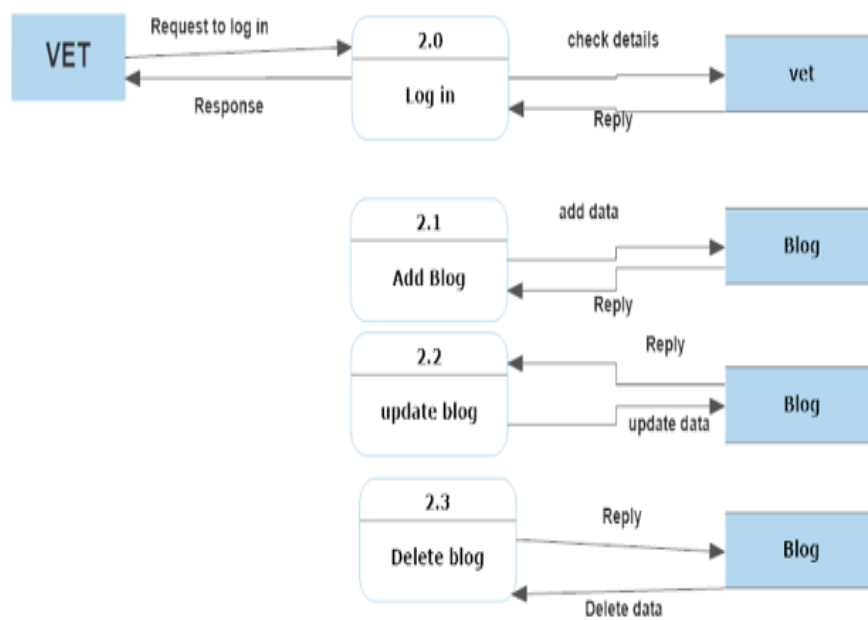 VET
Request to log in
Response
2.0
Log in
check details
Reply
vet
2.1
Add Blog
add data
Reply
Blog
2.2
update blog
Reply
update data
Blog
2.3
Delete blog
Reply
Delete data
Blog